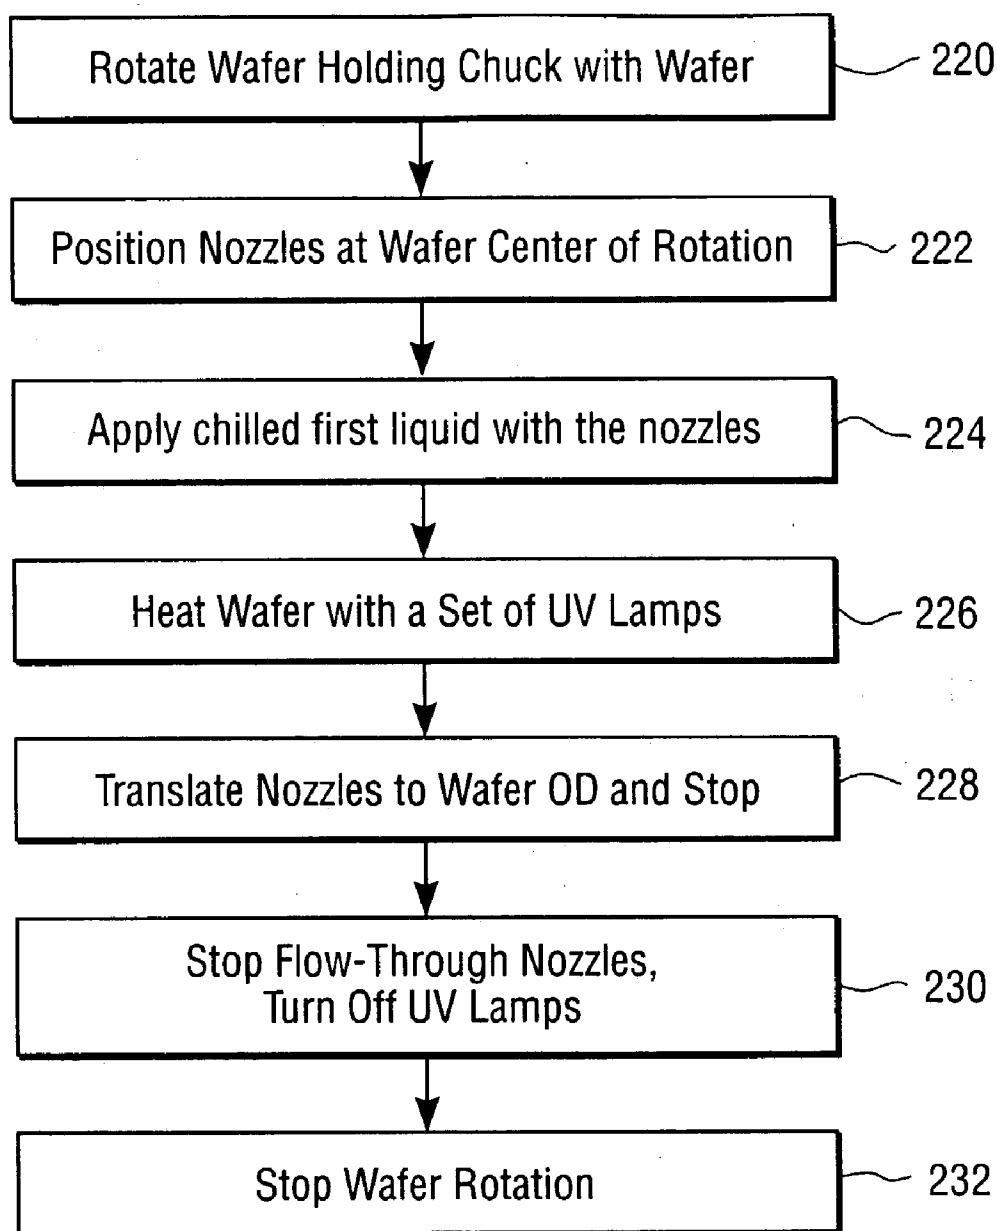 Rotate Wafer Holding Chuck with Wafer
220
Position Nozzles at Wafer Center of Rotation
222
Apply chilled first liquid with the nozzles
224
Heat Wafer with a Set of UV Lamps
226
Translate Nozzles to Wafer OD and Stop
228
Stop Flow-Through Nozzles,
Turn Off UV Lamps
230
Stop Wafer Rotation
232